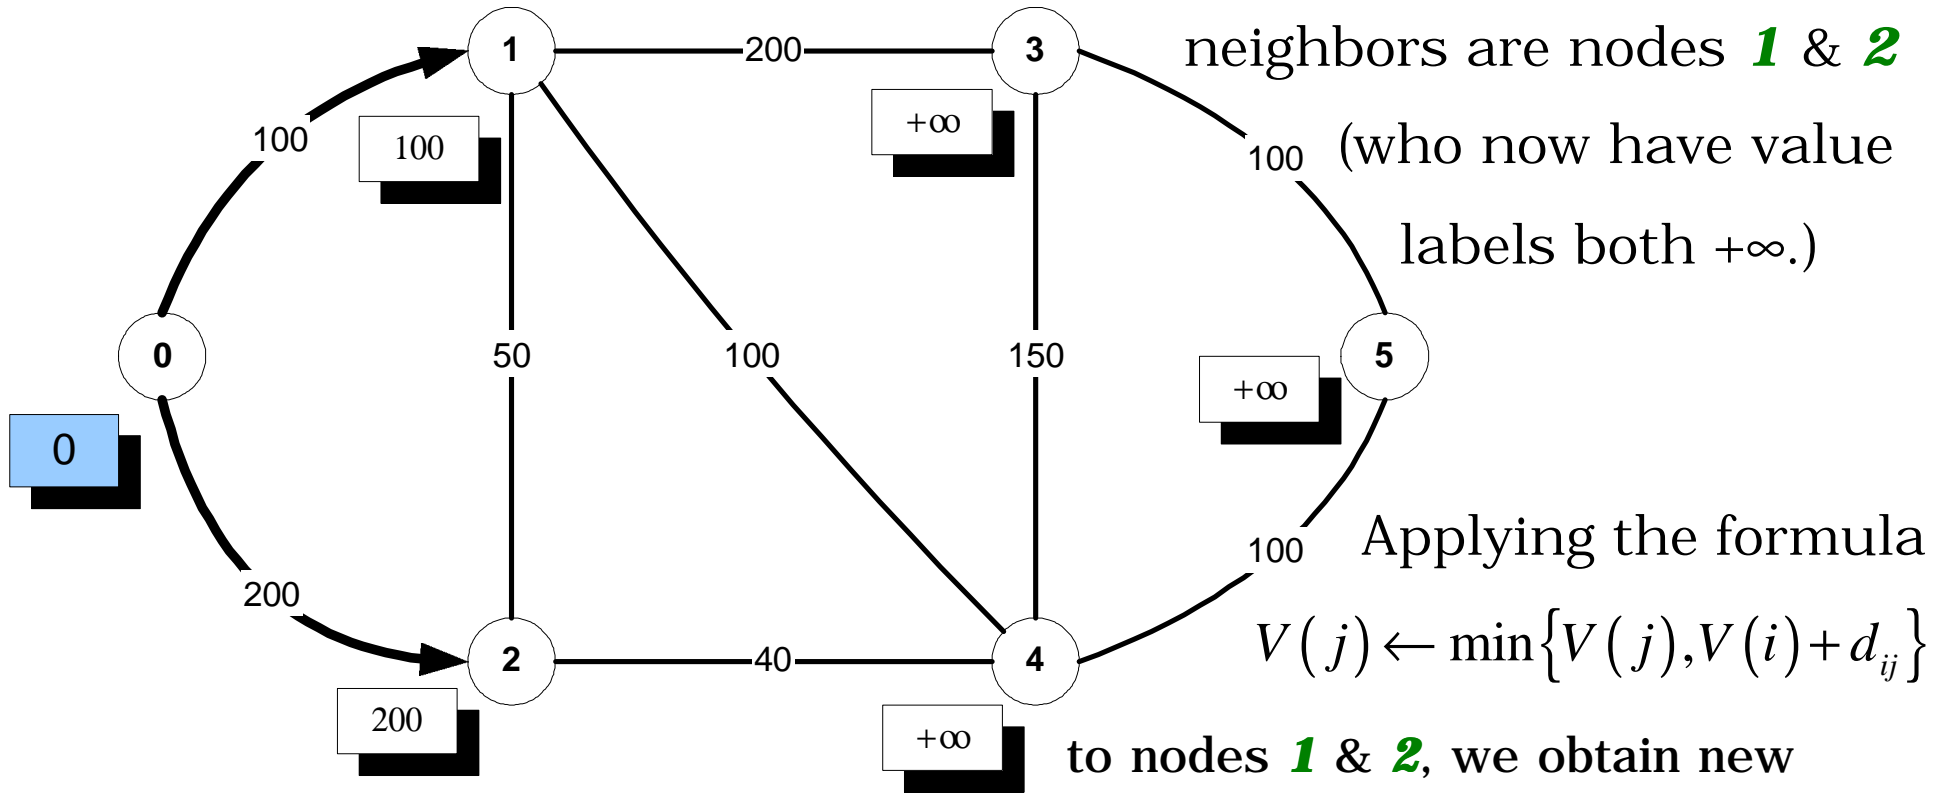 1 200 3 neighbors are nodes 1 & 2
100 100 +∞ 100 (who now have value
labels both +∞.)
0 50 100 150 5
+∞
0
100 Applying the formula
200 V(j)←min{V(j),V(i)+d_ij}
2 40 4
200 +∞ to nodes 1 & 2, we obtain new